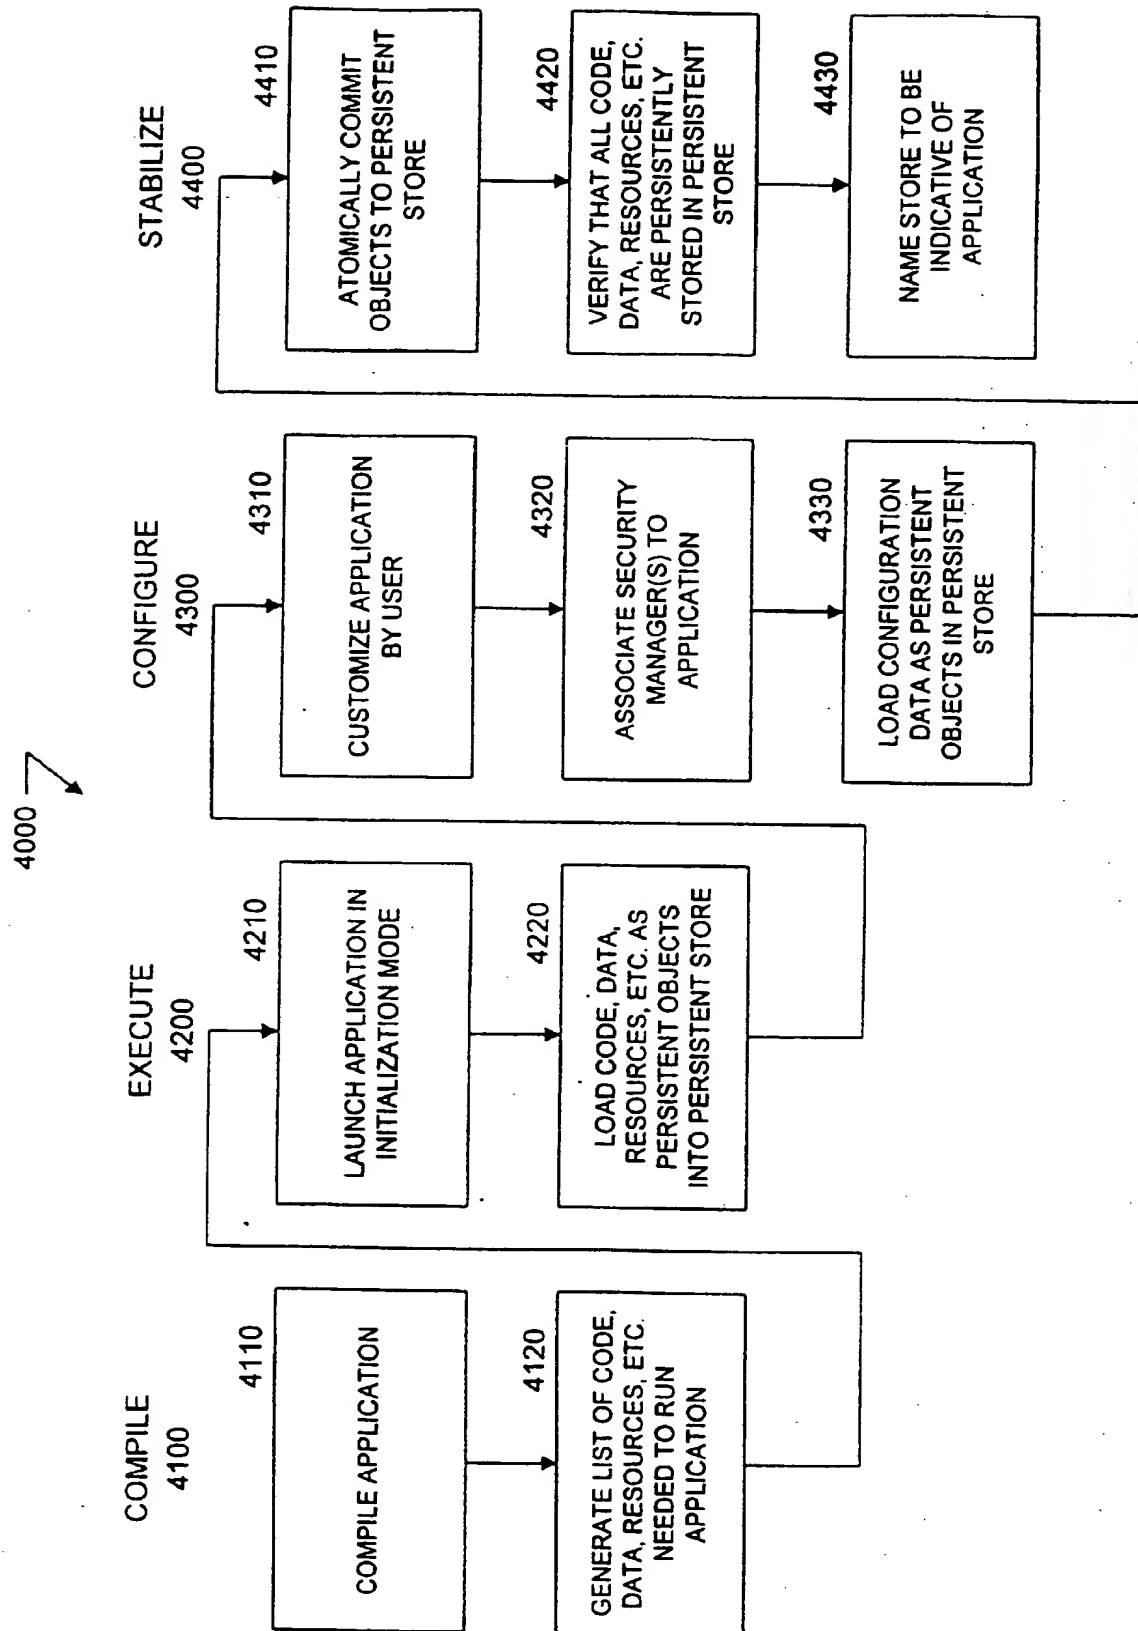 4000
COMPILE
4100
4110
COMPILE APPLICATION
4120
GENERATE LIST OF CODE,
DATA, RESOURCES, ETC.
NEEDED TO RUN
APPLICATION
EXECUTE
4200
4210
LAUNCH APPLICATION IN
INITIALIZATION MODE
4220
LOAD CODE, DATA,
RESOURCES, ETC. AS
PERSISTENT OBJECTS
INTO PERSISTENT STORE
CONFIGURE
4300
4310
CUSTOMIZE APPLICATION
BY USER
4320
ASSOCIATE SECURITY
MANAGER(S) TO
APPLICATION
4330
LOAD CONFIGURATION
DATA AS PERSISTENT
OBJECTS IN PERSISTENT
STORE
STABILIZE
4400
4410
ATOMICALLY COMMIT
OBJECTS TO PERSISTENT
STORE
4420
VERIFY THAT ALL CODE,
DATA, RESOURCES, ETC.
ARE PERSISTENTLY
STORED IN PERSISTENT
STORE
4430
NAME STORE TO BE
INDICATIVE OF
APPLICATION